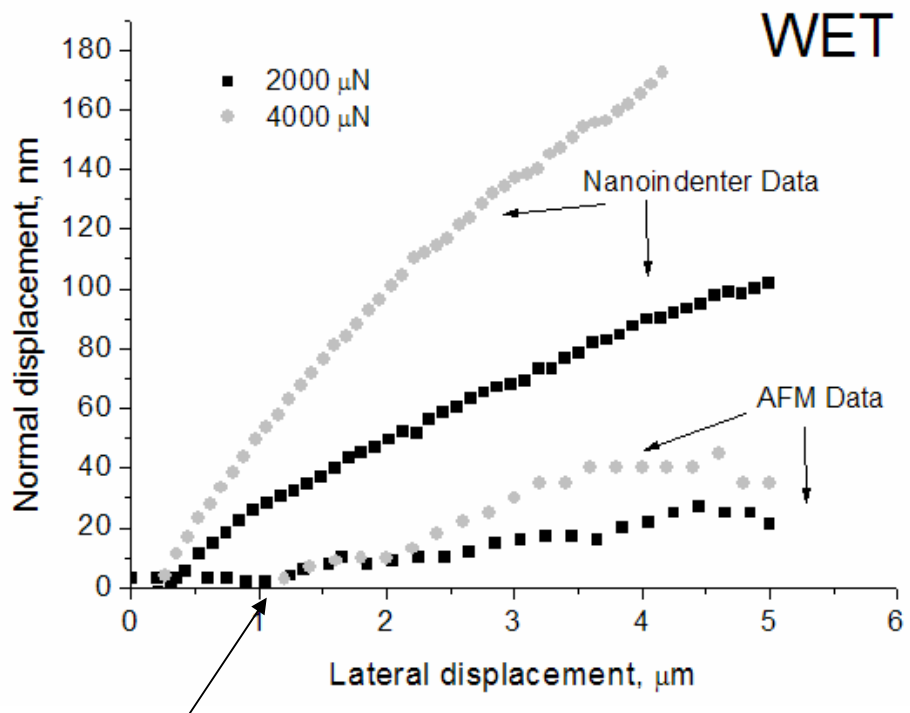 WET
180
160
140
120
100
80
60
40
20
0
Normal displacement, nm
2000 μN
4000 μN
Nanoindenter Data
AFM Data
0 1 2 3 4 5 6
Lateral displacement, μm